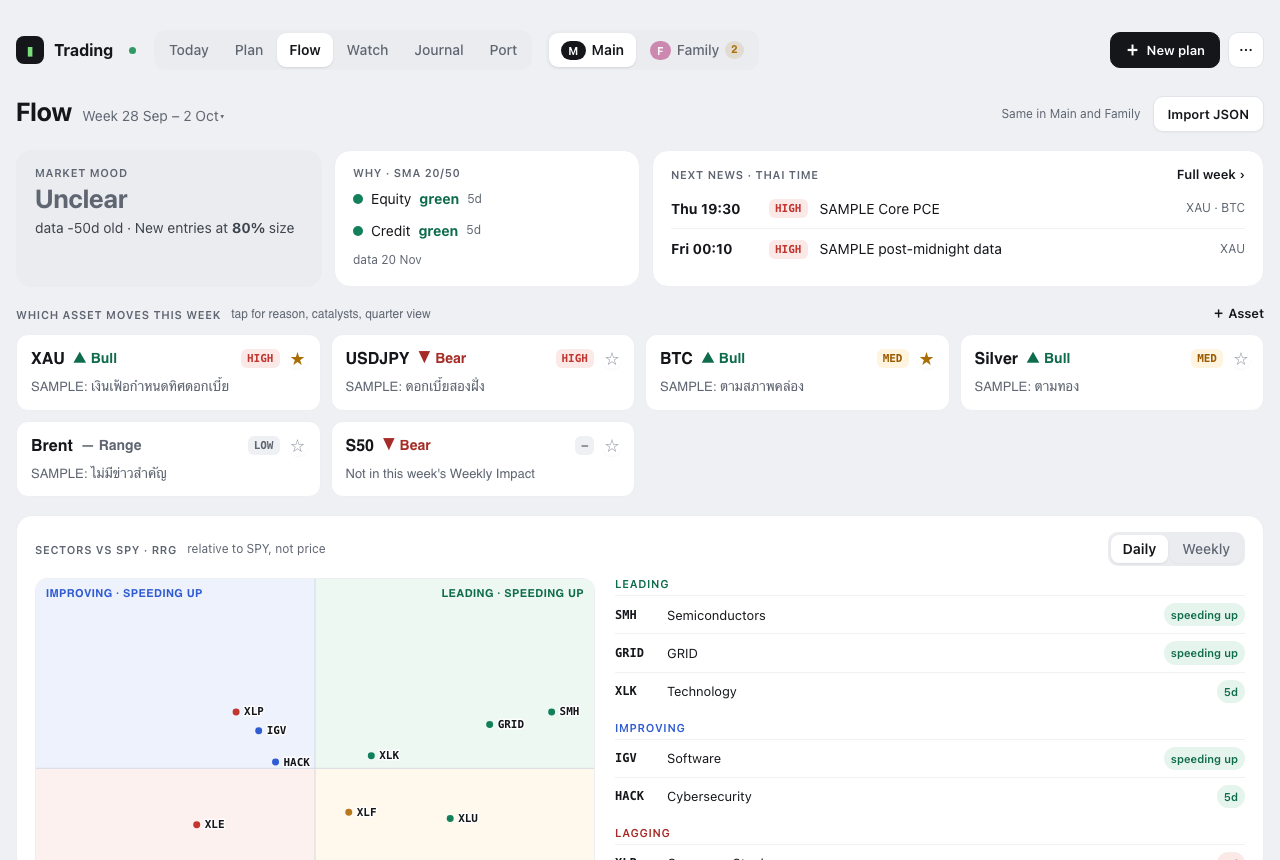 Trading
Today Plan Flow Watch Journal Port
M Main F Family 2
+ New plan
···
Flow Week 28 Sep – 2 Oct
Same in Main and Family
Import JSON
MARKET MOOD
Unclear
data -50d old · New entries at 80% size
WHY · SMA 20/50
Equity green 5d
Credit green 5d
data 20 Nov
NEXT NEWS · THAI TIME
Full week ›
Thu 19:30 HIGH SAMPLE Core PCE XAU · BTC
Fri 00:10 HIGH SAMPLE post-midnight data XAU
WHICH ASSET MOVES THIS WEEK tap for reason, catalysts, quarter view
+ Asset
XAU ▲ Bull HIGH ★
SAMPLE: เงินเฟ้อกำหนดทิศดอกเบี้ย
USDJPY ▼ Bear HIGH ☆
SAMPLE: ดอกเบี้ยสองฝั่ง
BTC ▲ Bull MED ★
SAMPLE: ตามสภาพคล่อง
Silver ▲ Bull MED ☆
SAMPLE: ตามทอง
Brent — Range LOW ☆
SAMPLE: ไม่มีข่าวสำคัญ
S50 ▼ Bear – ☆
Not in this week's Weekly Impact
SECTORS VS SPY · RRG relative to SPY, not price
Daily Weekly
IMPROVING · SPEEDING UP
LEADING · SPEEDING UP
XLP
IGV
HACK
SMH
GRID
XLK
XLE
XLF
XLU
LEADING
SMH Semiconductors speeding up
GRID GRID speeding up
XLK Technology 5d
IMPROVING
IGV Software speeding up
HACK Cybersecurity 5d
LAGGING